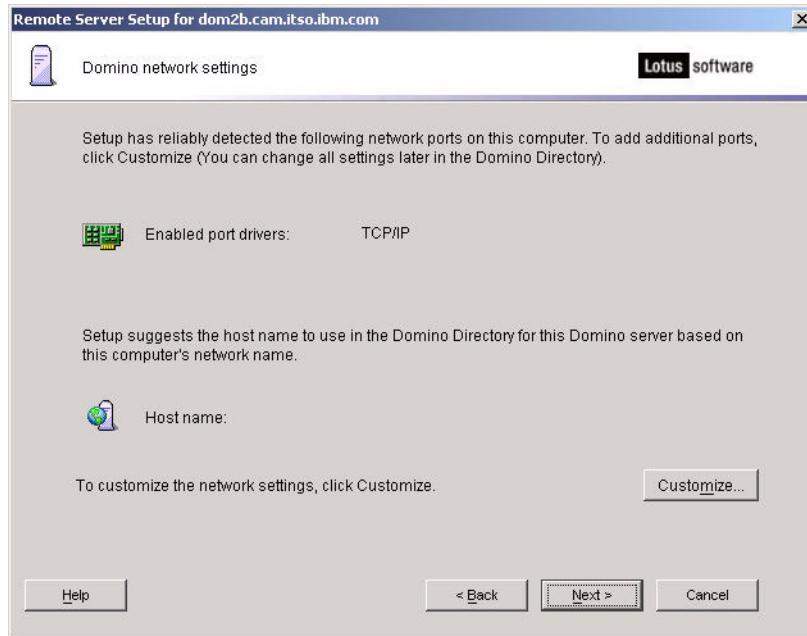 Remote Server Setup for dom2b.cam.itso.ibm.com
Domino network settings
Lotus software
Setup has reliably detected the following network ports on this computer. To add additional ports,
click Customize (You can change all settings later in the Domino Directory).
Enabled port drivers: TCP/IP
Setup suggests the host name to use in the Domino Directory for this Domino server based on
this computer's network name.
Host name:
To customize the network settings, click Customize.
Customize...
Help
< Back
Next >
Cancel